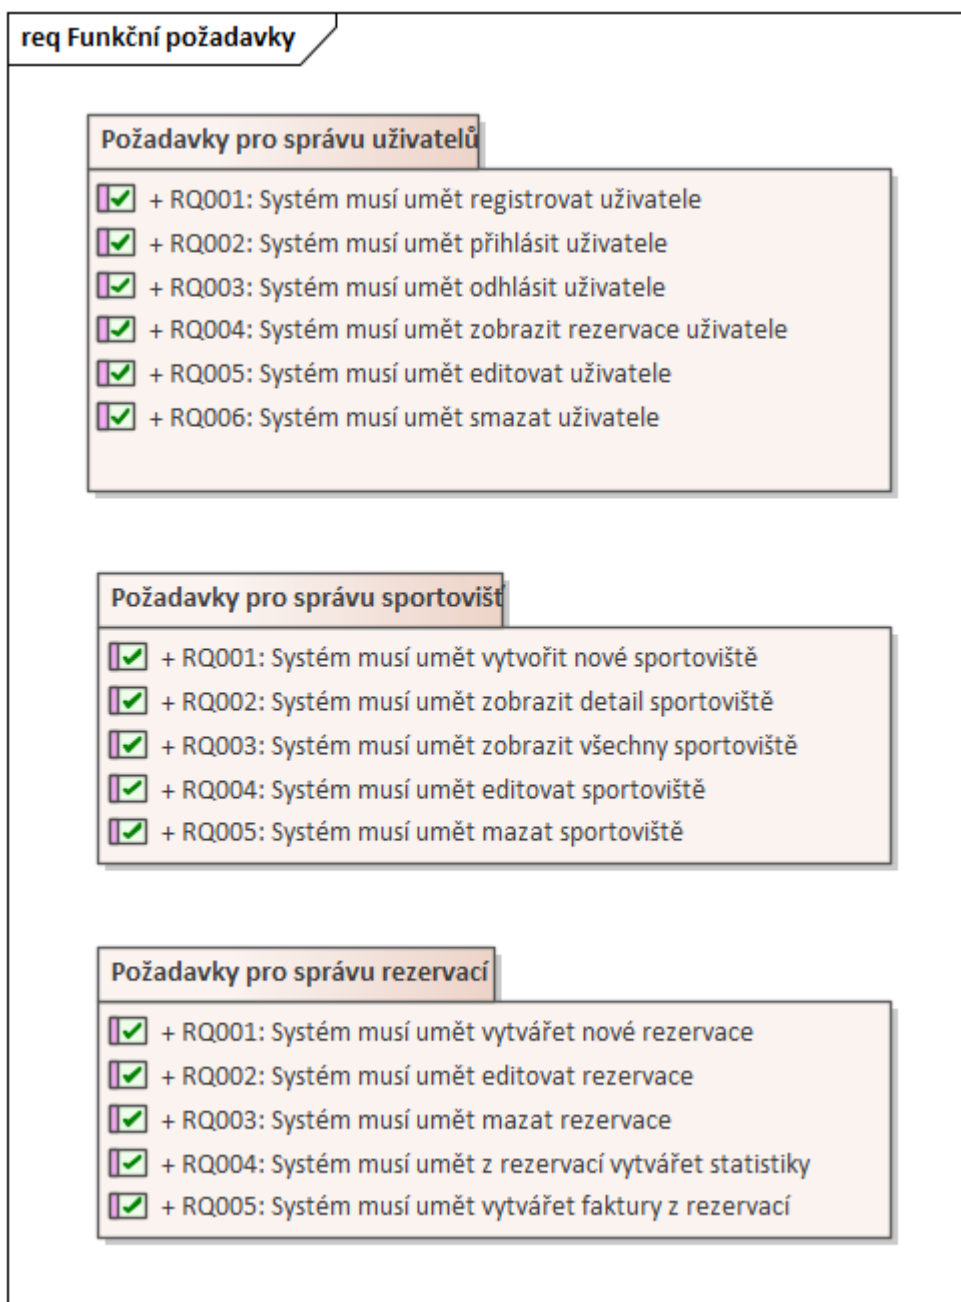 req Funkční požadavky
Požadavky pro správu uživatelů
+ RQ001: Systém musí umět registrovat uživatele
+ RQ002: Systém musí umět přihlásit uživatele
+ RQ003: Systém musí umět odhlásit uživatele
+ RQ004: Systém musí umět zobrazit rezervace uživatele
+ RQ005: Systém musí umět editovat uživatele
+ RQ006: Systém musí umět smazat uživatele
Požadavky pro správu sportovišť
+ RQ001: Systém musí umět vytvořit nové sportoviště
+ RQ002: Systém musí umět zobrazit detail sportoviště
+ RQ003: Systém musí umět zobrazit všechny sportoviště
+ RQ004: Systém musí umět editovat sportoviště
+ RQ005: Systém musí umět mazat sportoviště
Požadavky pro správu rezervací
+ RQ001: Systém musí umět vytvářet nové rezervace
+ RQ002: Systém musí umět editovat rezervace
+ RQ003: Systém musí umět mazat rezervace
+ RQ004: Systém musí umět z rezervací vytvářet statistiky
+ RQ005: Systém musí umět vytvářet faktury z rezervací